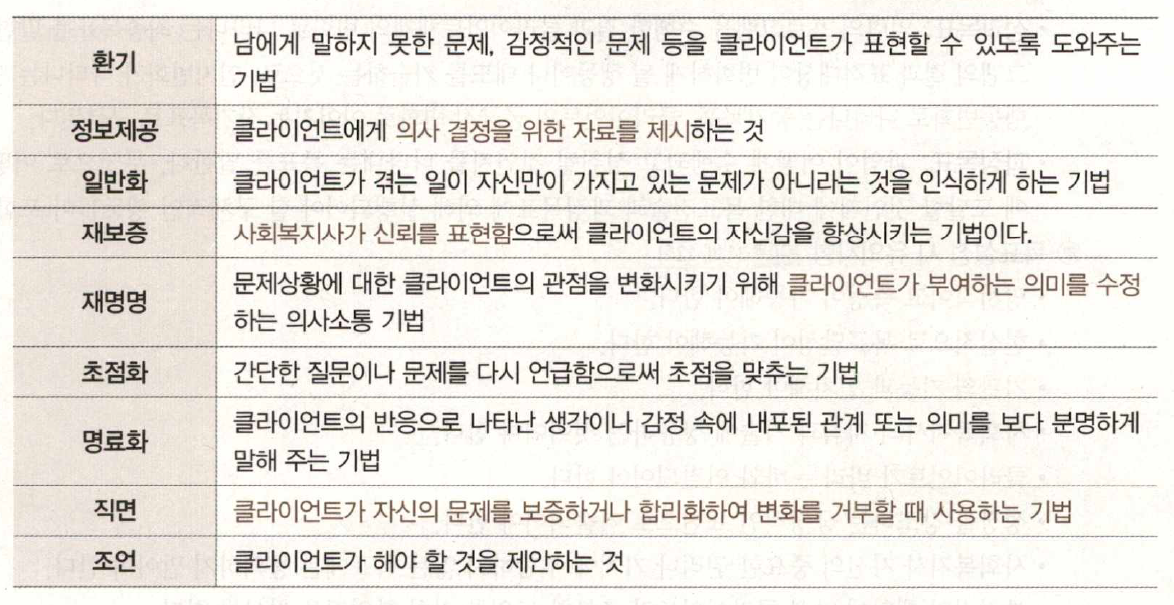 환기
남에게 말하지 못한 문제, 감정적인 문제 등을 클라이언트가 표현할 수 있도록 도와주는
기법
정보제공
클라이언트에게 의사 결정을 위한 자료를 제시하는 것
일반화
클라이언트가 겪는 일이 자신만이 가지고 있는 문제가 아니라는 것을 인식하게 하는 기법
재보증
사회복지사가 신뢰를 표현함으로써 클라이언트의 자신감을 향상시키는 기법이다.
재명명
문제상황에 대한 클라이언트의 관점을 변화시키기 위해 클라이언트가 부여하는 의미를 수정
하는 의사소통 기법
초점화
간단한 질문이나 문제를 다시 언급함으로써 초점을 맞추는 기법
명료화
클라이언트의 반응으로 나타난 생각이나 감정 속에 내포된 관계 또는 의미를 보다 분명하게
말해 주는 기법
직면
클라이언트가 자신의 문제를 보증하거나 합리화하여 변화를 거부할 때 사용하는 기법
조언
클라이언트가 해야 할 것을 제안하는 것